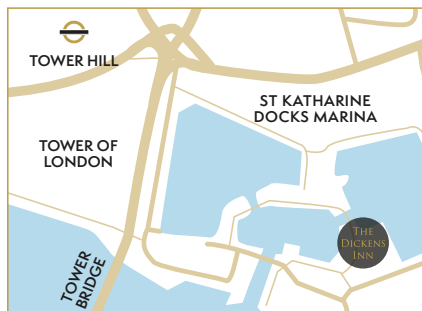 TOWER HILL
ST KATHARINE
DOCKS MARINA
TOWER OF
LONDON
THE
DICKENS
INN
TOWER
BRIDGE